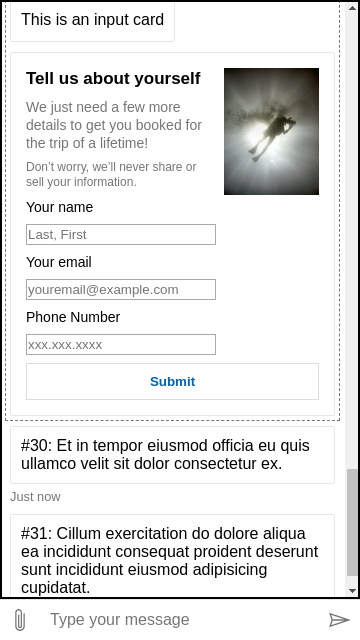 This is an input card
Tell us about yourself
We just need a few more
details to get you booked for
the trip of a lifetime!
Don't worry, we'll never share or
sell your information.
Your name
Last, First
Your email
youremail@example.com
Phone Number
xxx.xxx.xxxx
Submit
#30: Et in tempor eiusmod officia eu quis
ullamco velit sit dolor consectetur ex.
Just now
#31: Cillum exercitation do dolore aliqua
ea incididunt consequat proident deserunt
sunt incididunt eiusmod adipisicing
cupidatat.
Type your message